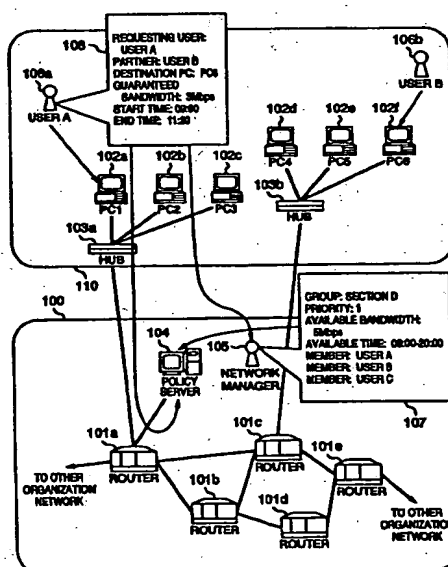 108
REQUESTING USER:
USER A
PARTNER: USER B
DESTINATION PC: PC6
GUARANTEED
BANDWIDTH: 3Mbps
START TIME: 09:00
END TIME: 11:30
106a
USER A
106b
USER B
102a
102b
102c
102d
102e
102f
PC1
PC2
PC3
PC4
PC5
PC6
103a
HUB
103b
HUB
110
100
104
POLICY
SERVER
105
NETWORK
MANAGER
GROUP: SECTION D
PRIORITY: 1
AVAILABLE BANDWIDTH:
5Mbps
AVAILABLE TIME: 08:00-20:00
MEMBER: USER A
MEMBER: USER B
MEMBER: USER C
107
101a
ROUTER
101b
ROUTER
101c
ROUTER
101d
ROUTER
101e
ROUTER
TO OTHER
ORGANIZATION
NETWORK
TO OTHER
ORGANIZATION
NETWORK